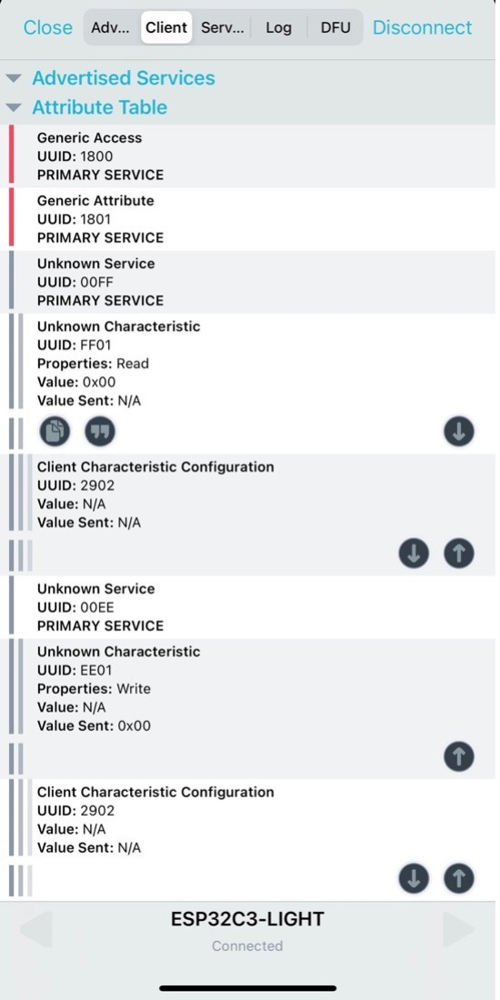 Close
Adv...
Client
Serv...
Log
DFU
Disconnect
Advertised Services
Attribute Table
Generic Access
UUID: 1800
PRIMARY SERVICE
Generic Attribute
UUID: 1801
PRIMARY SERVICE
Unknown Service
UUID: 00FF
PRIMARY SERVICE
Unknown Characteristic
UUID: FF01
Properties: Read
Value: 0x00
Value Sent: N/A
Client Characteristic Configuration
UUID: 2902
Value: N/A
Value Sent: N/A
Unknown Service
UUID: 00EE
PRIMARY SERVICE
Unknown Characteristic
UUID: EE01
Properties: Write
Value: N/A
Value Sent: 0x00
Client Characteristic Configuration
UUID: 2902
Value: N/A
Value Sent: N/A
ESP32C3-LIGHT
Connected